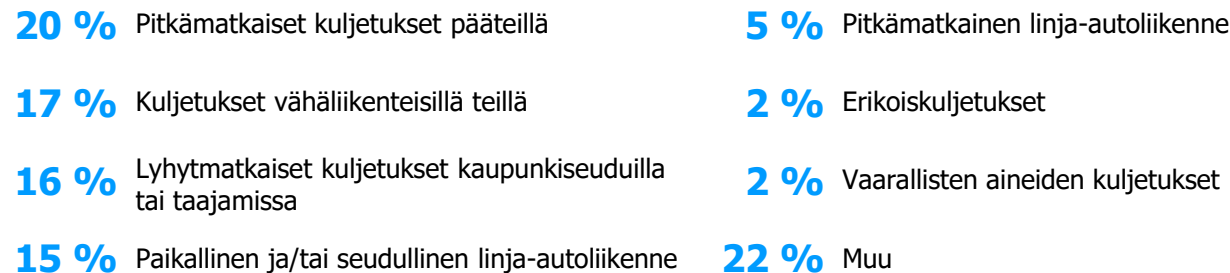 20 % Pitkämatkaiset kuljetukset pääteillä
17 % Kuljetukset vähäliikenteisillä teillä
16 % Lyhytmatkaiset kuljetukset kaupunkiseuduilla
tai taajamissa
15 % Paikallinen ja/tai seudullinen linja-autoliikenne
5 % Pitkämatkainen linja-autoliikenne
2 % Erikoiskuljetukset
2 % Vaarallisten aineiden kuljetukset
22 % Muu